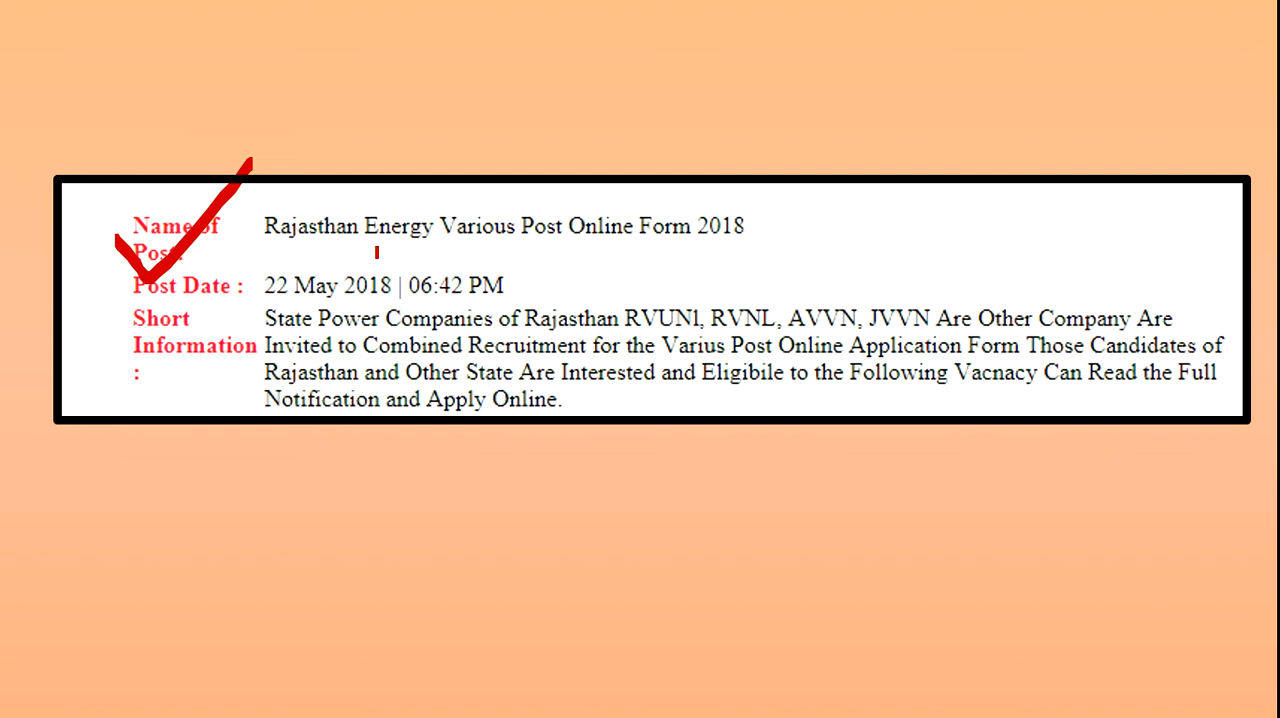 Name of Rajasthan Energy Various Post Online Form 2018
Post:
Post Date : 22 May 2018 | 06:42 PM
Short State Power Companies of Rajasthan RVUNl, RVNL, AVVN, JVVN Are Other Company Are
Information Invited to Combined Recruitment for the Varius Post Online Application Form Those Candidates of
: Rajasthan and Other State Are Interested and Eligibile to the Following Vacnacy Can Read the Full
Notification and Apply Online.